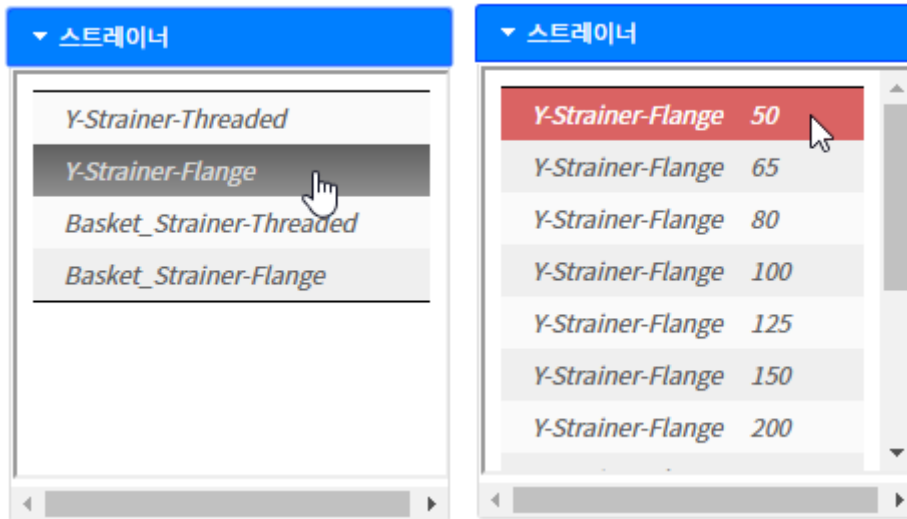 스트레이너
Y-Strainer-Threaded
Y-Strainer-Flange
Basket_Strainer-Threaded
Basket_Strainer-Flange
스트레이너
Y-Strainer-Flange 50
Y-Strainer-Flange 65
Y-Strainer-Flange 80
Y-Strainer-Flange 100
Y-Strainer-Flange 125
Y-Strainer-Flange 150
Y-Strainer-Flange 200